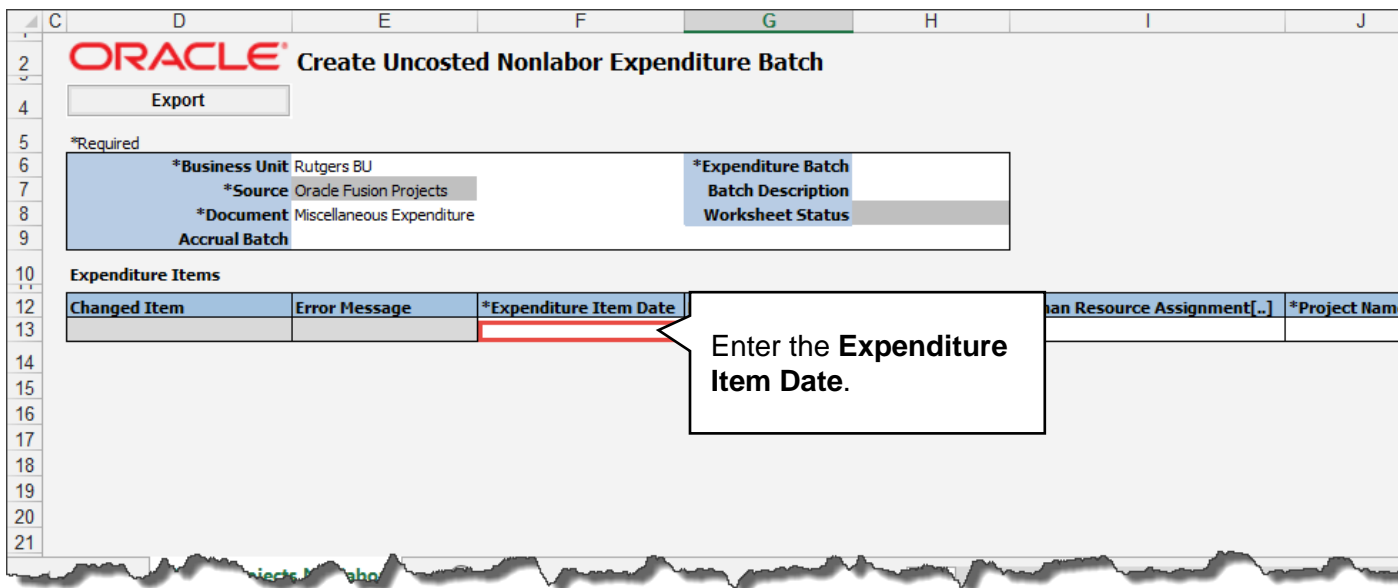 C D E F G H I J
2 ORACLE Create Uncosted Nonlabor Expenditure Batch
4 Export
5 *Required
6 *Business Unit Rutgers BU *Expenditure Batch
7 *Source Oracle Fusion Projects Batch Description
8 *Document Miscellaneous Expenditure Worksheet Status
9 Accrual Batch
10 Expenditure Items
12 Changed Item Error Message *Expenditure Item Date Resource Assignment[..] *Project
13
Enter the Expenditure
Item Date.
14
15
16
17
18
19
20
21